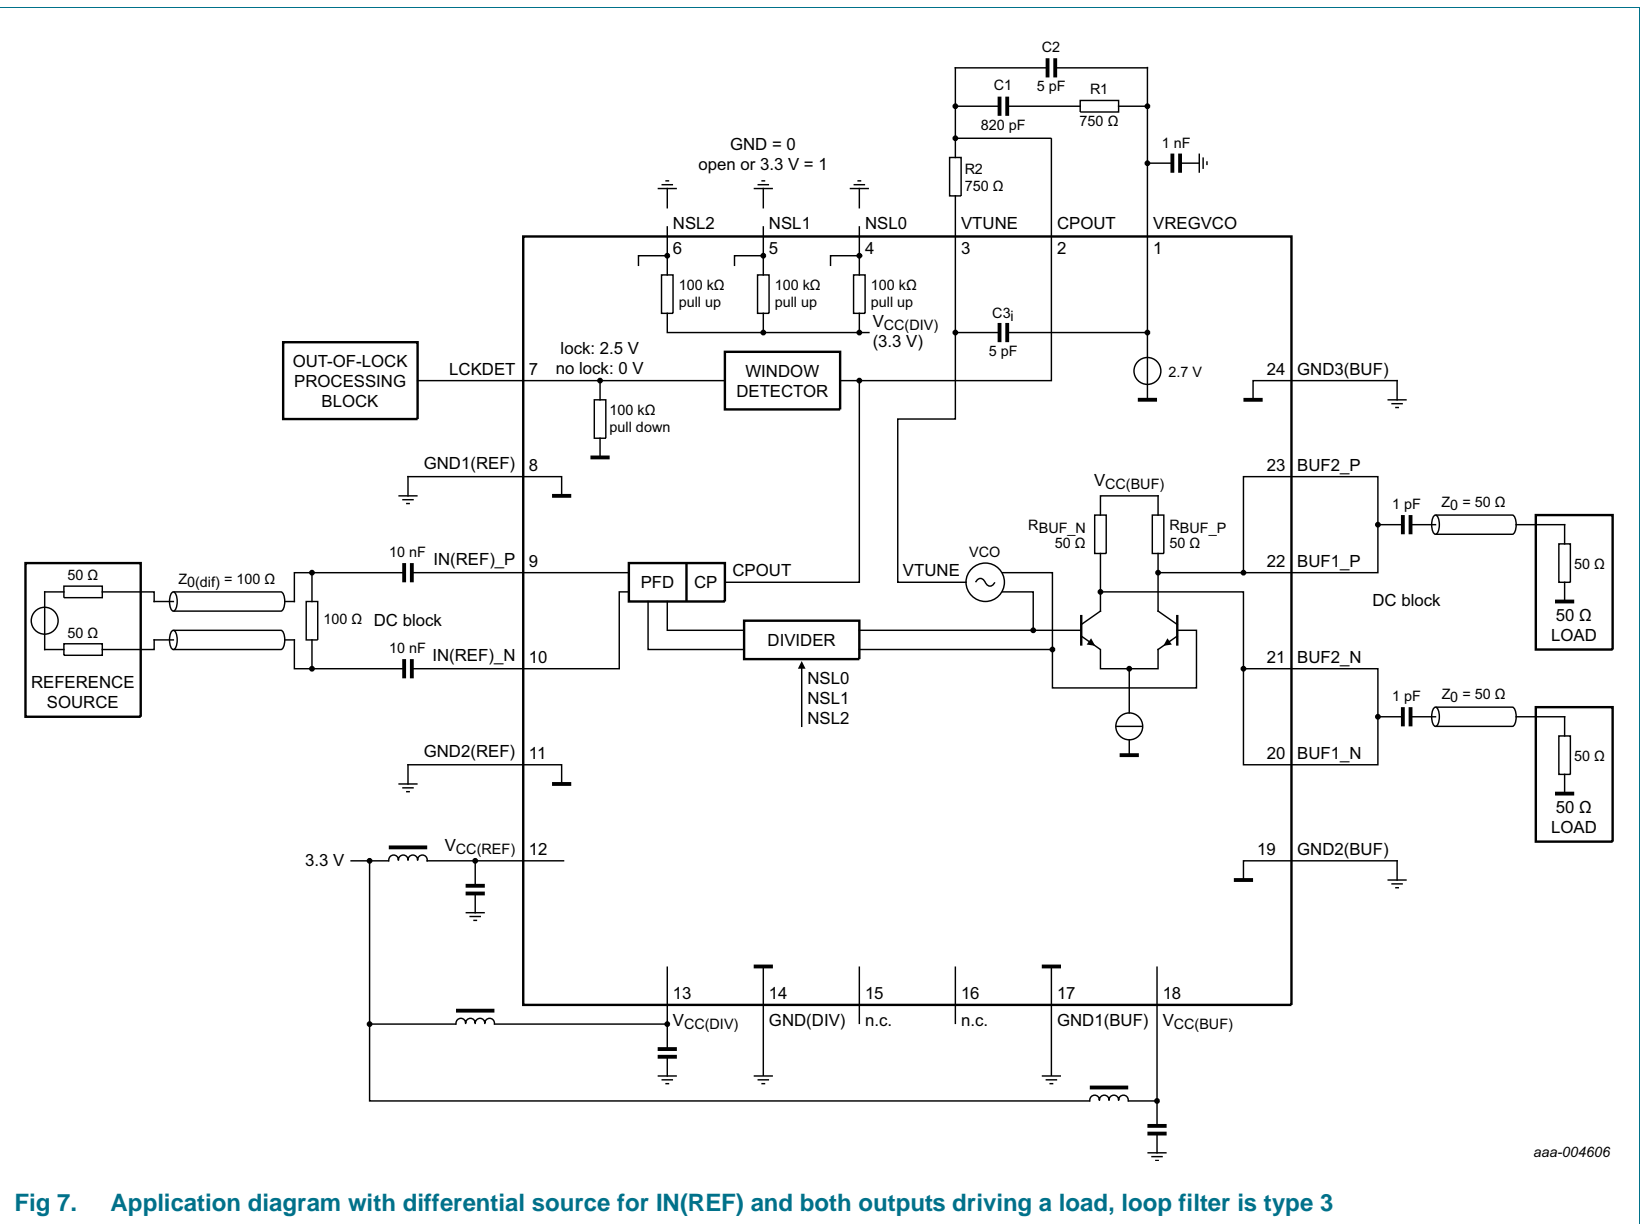 C2
5 pF
C1
820 pF
R1
750 Ω
1 nF
R2
750 Ω
GND = 0
open or 3.3 V = 1
NSL2
NSL1
NSL0
VTUNE
CPOUT
VREGVCO
6
5
4
3
2
1
100 kΩ
pull up
100 kΩ
pull up
100 kΩ
pull up
VCC(DIV)
(3.3 V)
C3i
5 pF
2.7 V
OUT-OF-LOCK
PROCESSING
BLOCK
LCKDET
7
lock: 2.5 V
no lock: 0 V
100 kΩ
pull down
WINDOW
DETECTOR
24
GND3(BUF)
GND1(REF)
8
23
BUF2_P
VCC(BUF)
RBUF_N
50 Ω
RBUF_P
50 Ω
1 pF
Z0 = 50 Ω
50 Ω
50 Ω
LOAD
DC block
22
BUF1_P
REFERENCE
SOURCE
50 Ω
50 Ω
Z0(dif) = 100 Ω
100 Ω
DC block
10 nF
IN(REF)_P
9
10 nF
IN(REF)_N
10
PFD
CP
CPOUT
VTUNE
VCO
DIVIDER
NSL0
NSL1
NSL2
21
BUF2_N
1 pF
Z0 = 50 Ω
50 Ω
50 Ω
LOAD
20
BUF1_N
GND2(REF)
11
3.3 V
VCC(REF)
12
19
GND2(BUF)
13
14
15
16
17
18
VCC(DIV)
GND(DIV)
n.c.
n.c.
GND1(BUF)
VCC(BUF)
aaa-004606
Fig 7. Application diagram with differential source for IN(REF) and both outputs driving a load, loop filter is type 3